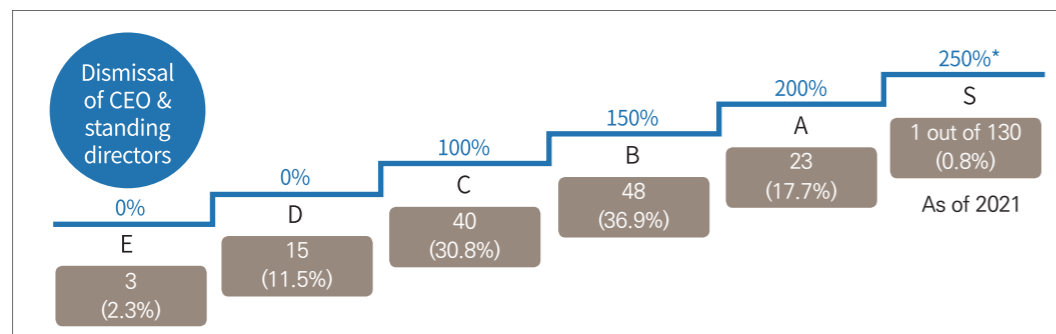 Dismissal
of CEO &
standing
directors
0%
E
3
(2.3%)
0%
D
15
(11.5%)
100%
C
40
(30.8%)
150%
B
48
(36.9%)
200%
A
23
(17.7%)
250%*
S
1 out of 130
(0.8%)
As of 2021